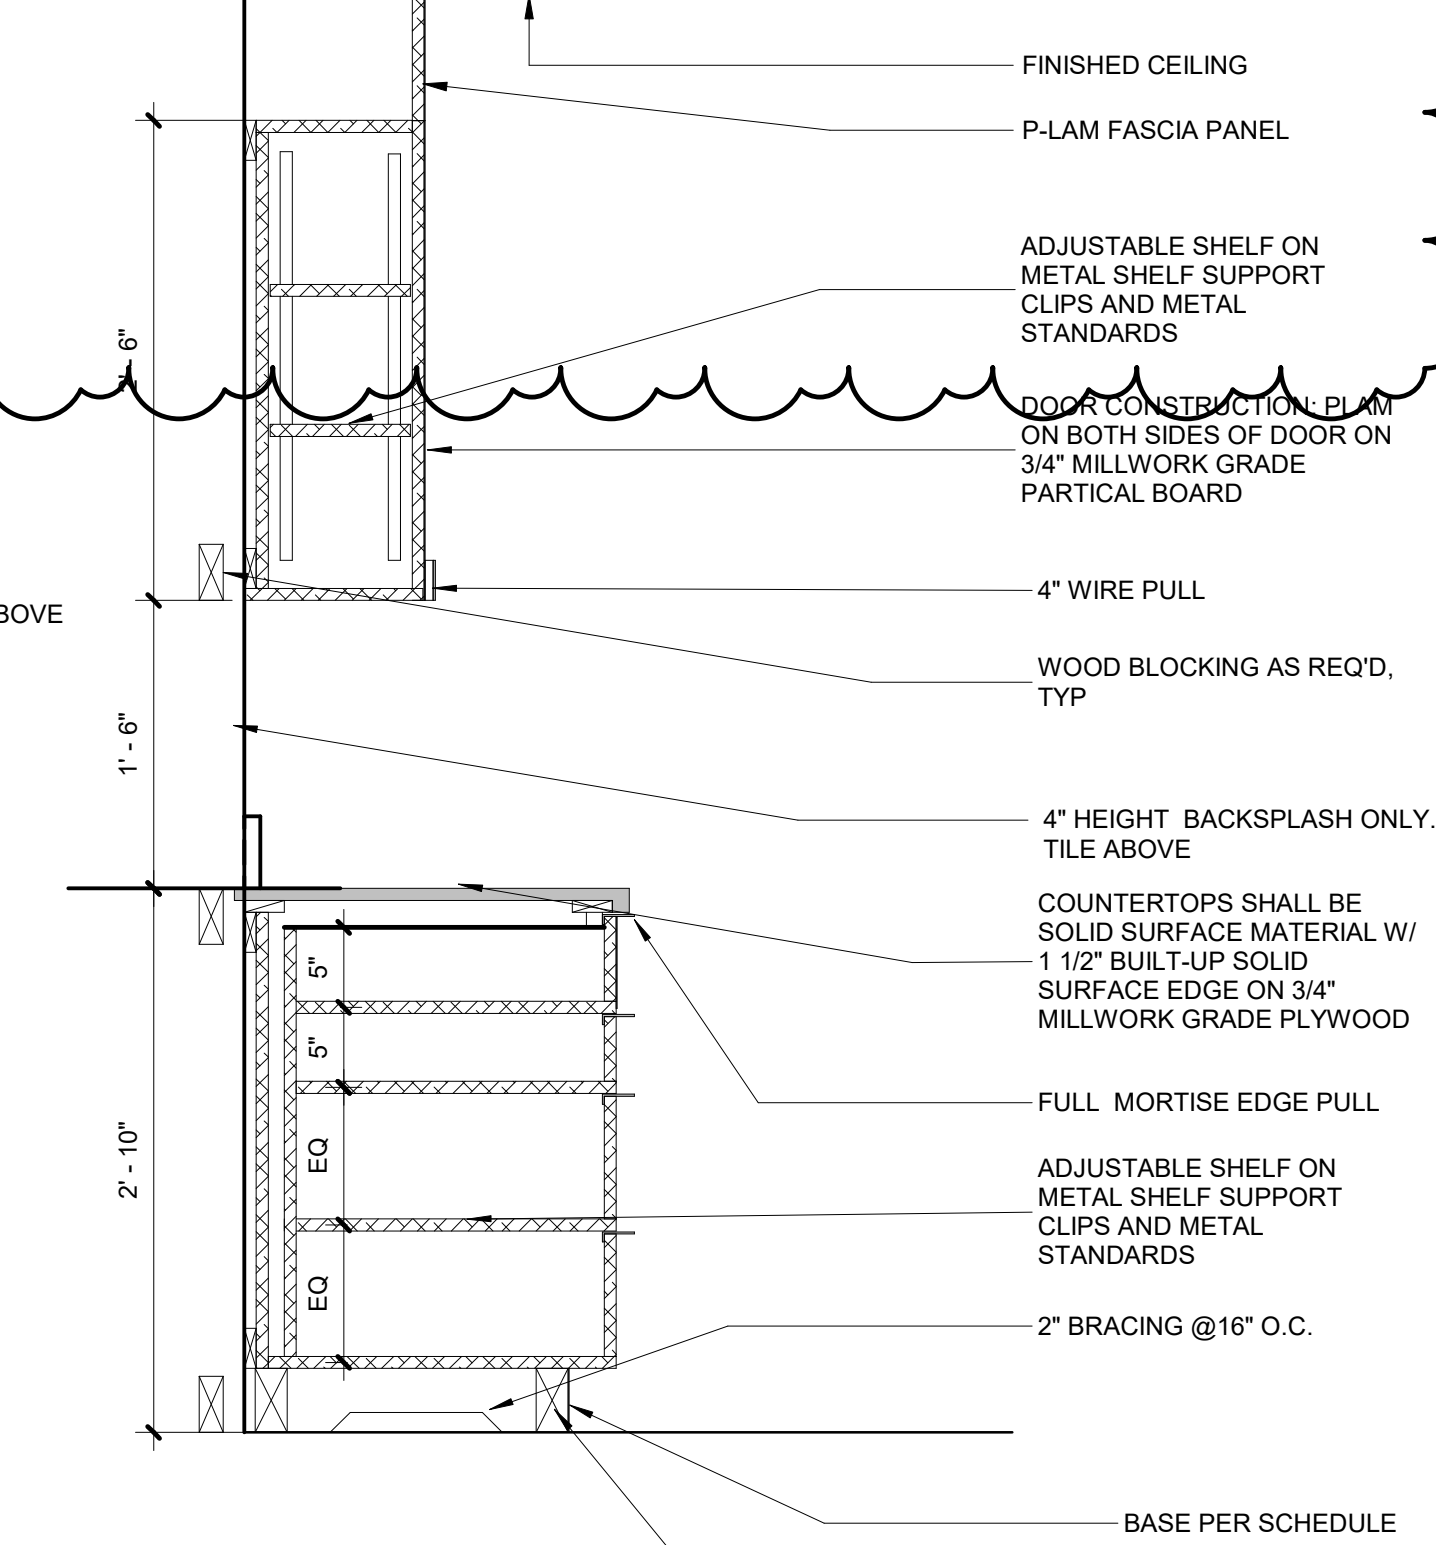 FINISHED CEILING
P-LAM FASCIA PANEL
ADJUSTABLE SHELF ON
METAL SHELF SUPPORT
CLIPS AND METAL
STANDARDS
DOOR CONSTRUCTION: PLAM
ON BOTH SIDES OF DOOR ON
3/4" MILLWORK GRADE
PARTICAL BOARD
6"
4" WIRE PULL
WOOD BLOCKING AS REQ'D,
TYP
1' - 6"
4" HEIGHT BACKSPLASH ONLY.
TILE ABOVE
COUNTERTOPS SHALL BE
SOLID SURFACE MATERIAL W/
1 1/2" BUILT-UP SOLID
SURFACE EDGE ON 3/4"
MILLWORK GRADE PLYWOOD
5"
5"
FULL MORTISE EDGE PULL
EQ
2' - 10"
ADJUSTABLE SHELF ON
METAL SHELF SUPPORT
CLIPS AND METAL
STANDARDS
EQ
2" BRACING @16" O.C.
BASE PER SCHEDULE